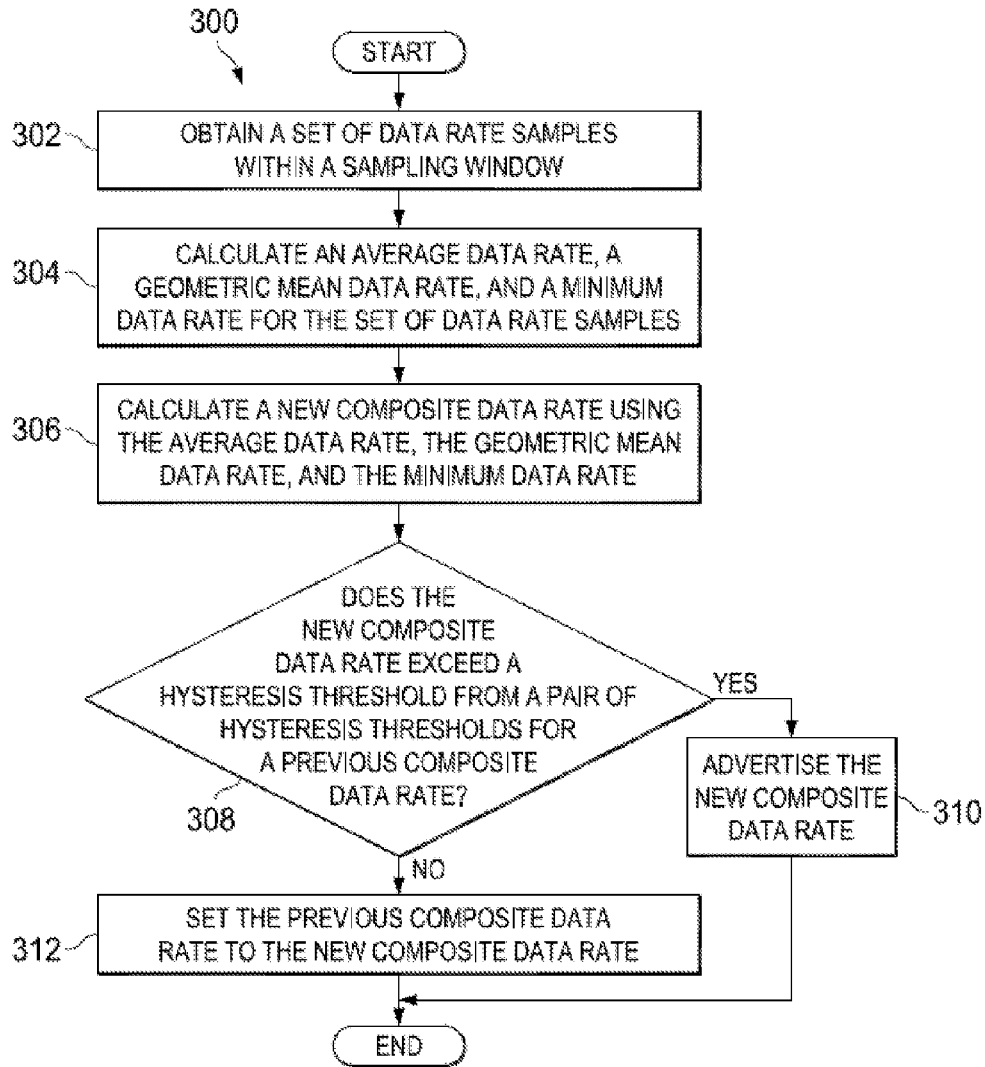 300
START
302
OBTAIN A SET OF DATA RATE SAMPLES
WITHIN A SAMPLING WINDOW
304
CALCULATE AN AVERAGE DATA RATE, A
GEOMETRIC MEAN DATA RATE, AND A MINIMUM
DATA RATE FOR THE SET OF DATA RATE SAMPLES
306
CALCULATE A NEW COMPOSITE DATA RATE USING
THE AVERAGE DATA RATE, THE GEOMETRIC MEAN
DATA RATE, AND THE MINIMUM DATA RATE
DOES THE
NEW COMPOSITE
DATA RATE EXCEED A
HYSTERESIS THRESHOLD FROM A PAIR OF
HYSTERESIS THRESHOLDS FOR
A PREVIOUS COMPOSITE
DATA RATE?
308
YES
ADVERTISE THE
NEW COMPOSITE
DATA RATE
310
NO
312
SET THE PREVIOUS COMPOSITE DATA
RATE TO THE NEW COMPOSITE DATA RATE
END